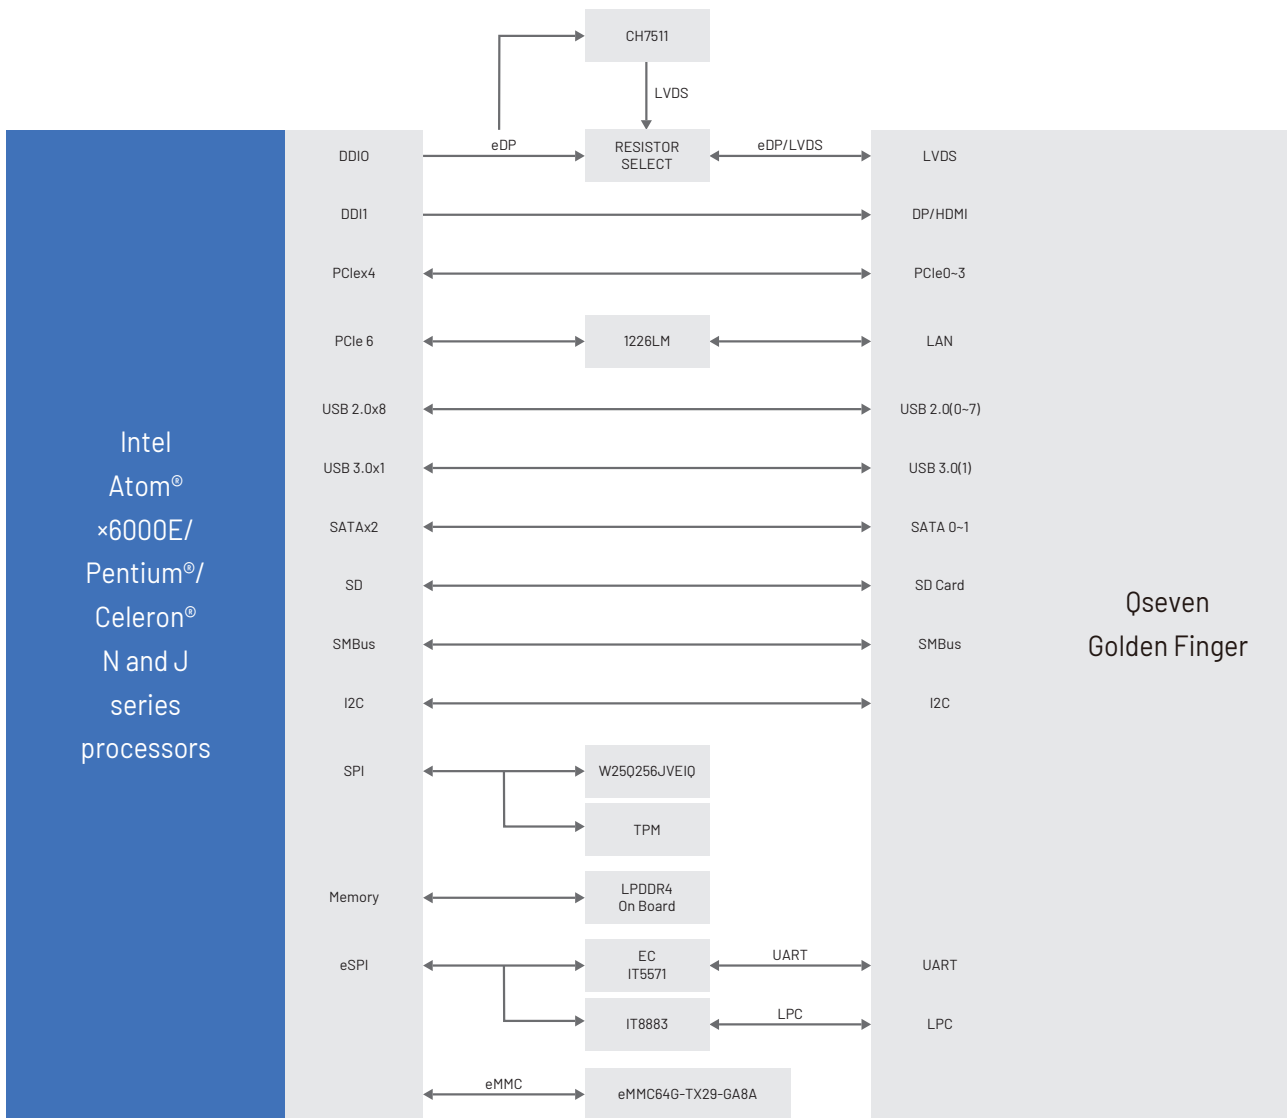 CH7511
LVDS
DDI0
eDP
RESISTOR
SELECT
eDP/LVDS
LVDS
DDI1
DP/HDMI
PCIex4
PCIe0~3
PCIe 6
1226LM
LAN
USB 2.0x8
USB 2.0(0~7)
USB 3.0x1
USB 3.0(1)
SATAx2
SATA 0~1
SD
SD Card
SMBus
SMBus
I2C
I2C
Intel
Atom®
×6000E/
Pentium®/
Celeron®
N and J
series
processors
Qseven
Golden Finger
SPI
W25Q256JVEIQ
TPM
Memory
LPDDR4
On Board
eSPI
EC
IT5571
UART
UART
IT8883
LPC
LPC
eMMC
eMMC64G-TX29-GA8A